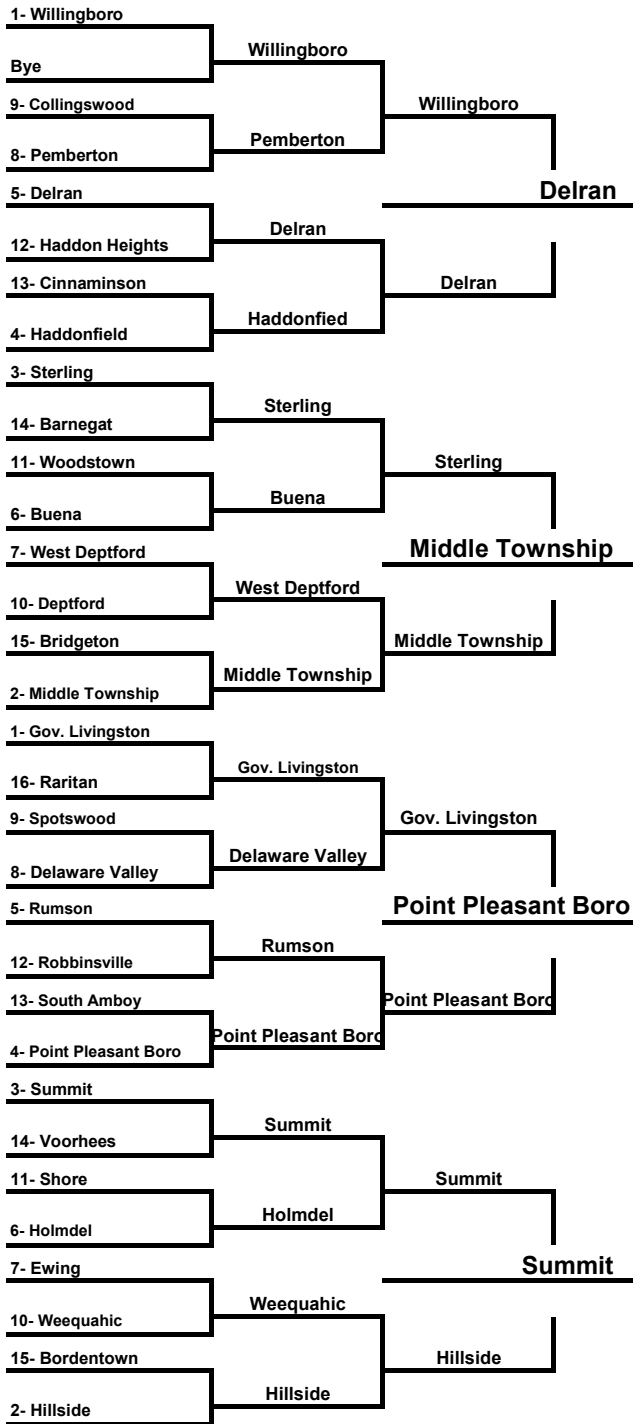 1- Willingboro
Willingboro
Bye
Willingboro
9- Collingswood
Pemberton
8- Pemberton
Delran
5- Delran
Delran
12- Haddon Heights
Delran
13- Cinnaminson
Haddonfied
4- Haddonfield
3- Sterling
Sterling
14- Barnegat
Sterling
11- Woodstown
Buena
6- Buena
Middle Township
7- West Deptford
West Deptford
10- Deptford
Middle Township
15- Bridgeton
Middle Township
2- Middle Township
1- Gov. Livingston
Gov. Livingston
16- Raritan
Gov. Livingston
9- Spotswood
Delaware Valley
8- Delaware Valley
Point Pleasant Boro
5- Rumson
Rumson
12- Robbinsville
Point Pleasant Boro
13- South Amboy
Point Pleasant Boro
4- Point Pleasant Boro
3- Summit
Summit
14- Voorhees
Summit
11- Shore
Holmdel
6- Holmdel
Summit
7- Ewing
Weequahic
10- Weequahic
Hillside
15- Bordentown
Hillside
2- Hillside